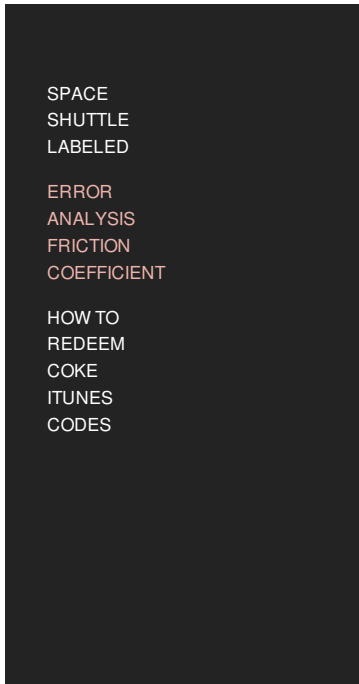 SPACE
SHUTTLE
LABELED
ERROR
ANALYSIS
FRICTION
COEFFICIENT
HOW TO
REDEEM
COKE
ITUNES
CODES